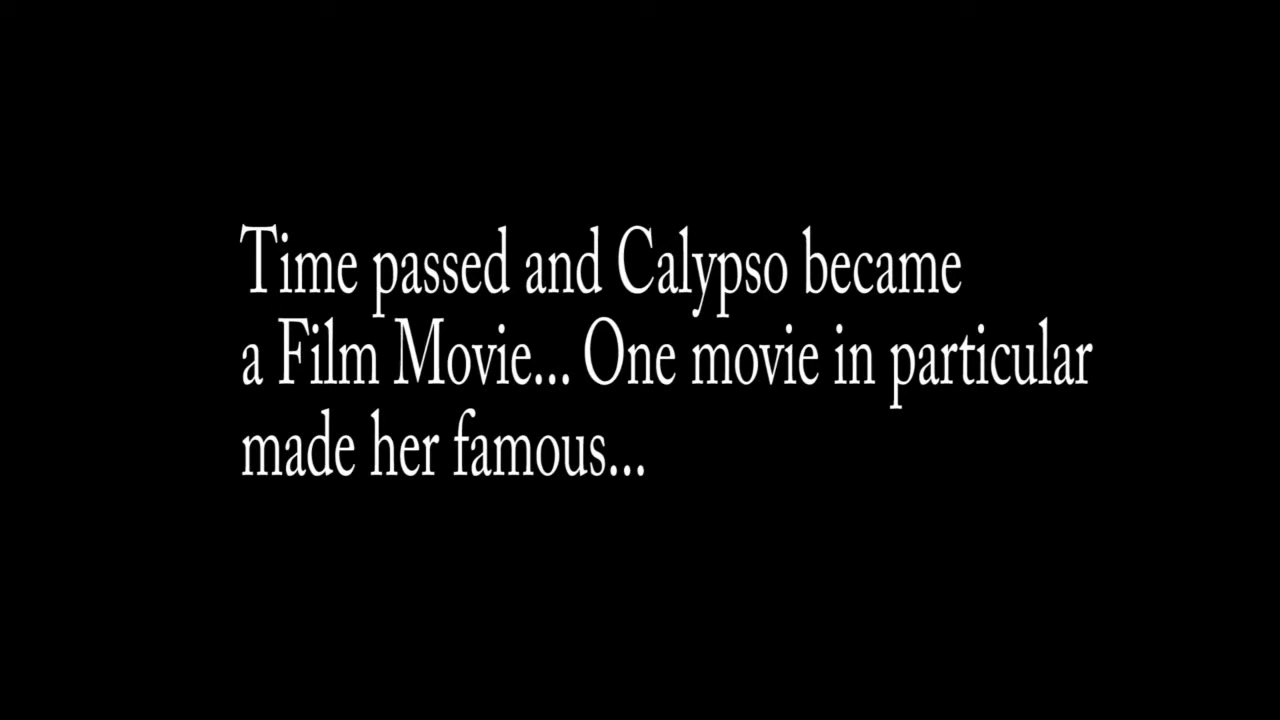 Time passed and Calypso became
a Film Movie... One movie in particular
made her famous...